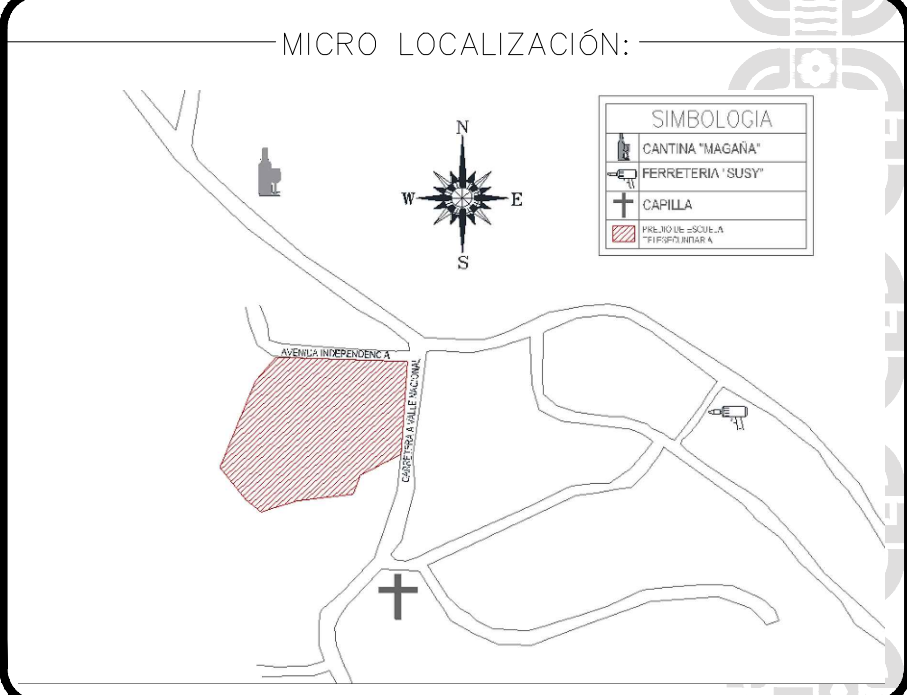 MICRO LOCALIZACIÓN:
N
W
E
S
SIMBOLOGIA
CANTINA "MAGAÑA"
FERRETERIA "SUSY"
CAPILLA
PREDIO DE ESCUELA
TELESECUNDARIA
AVENIDA INDEPENDENCIA
CARRETERA A VALLE NACIONAL